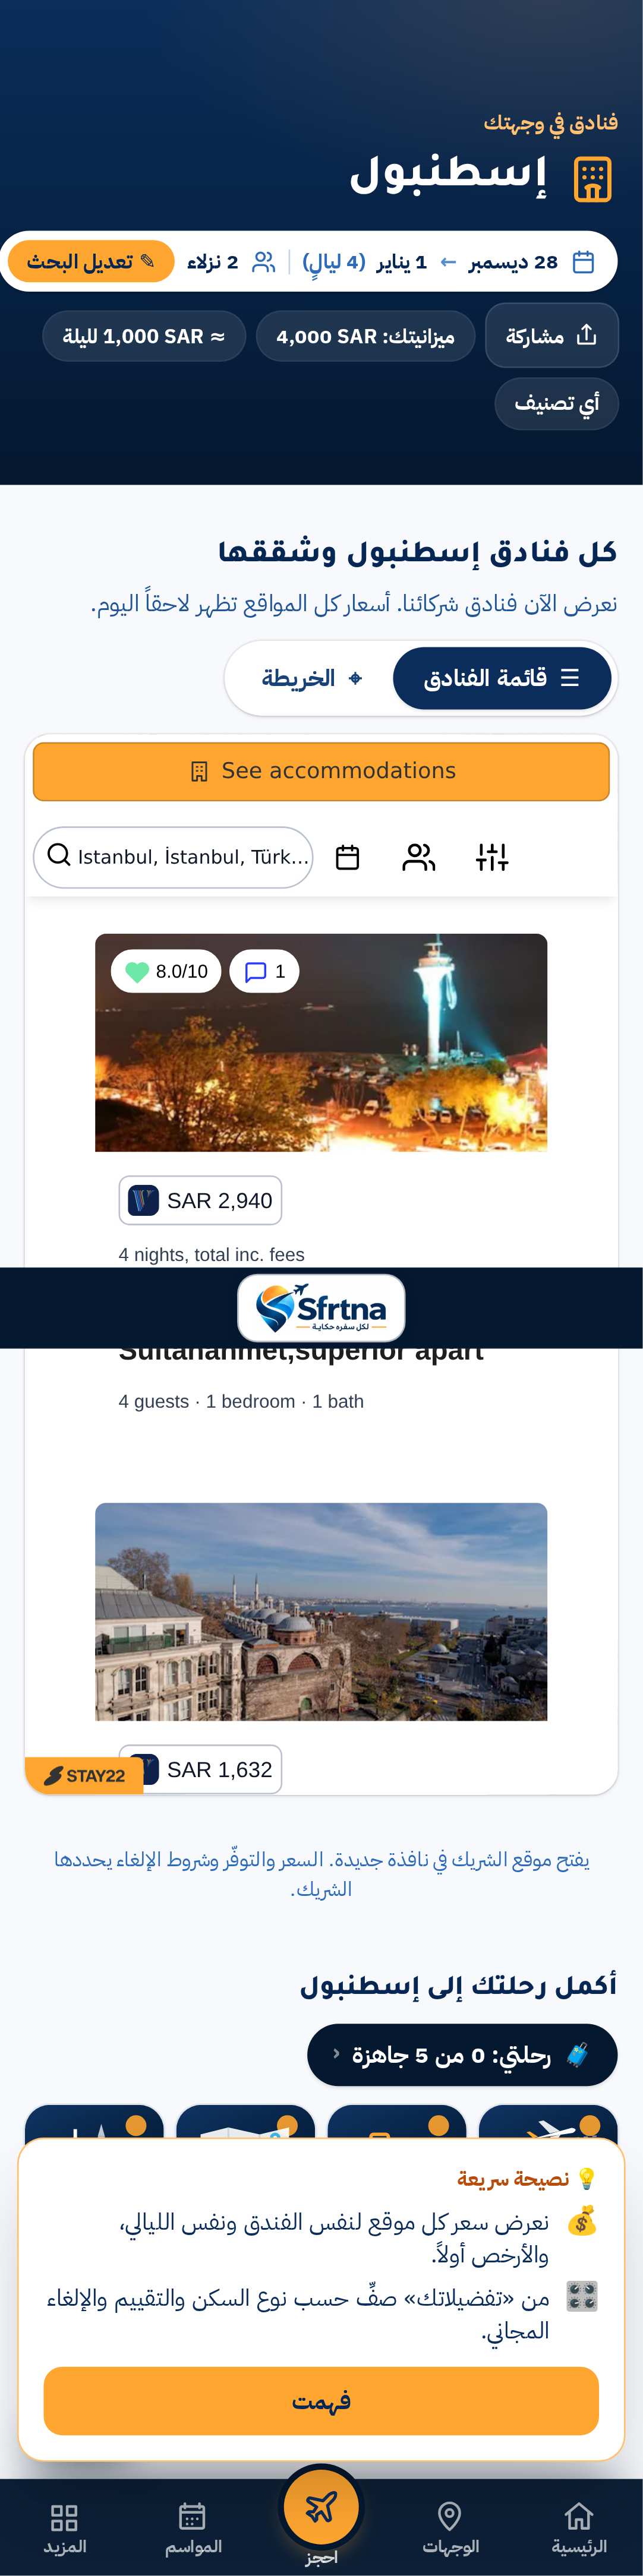 فنادق في وجهتك
إسطنبول
28 ديسمبر ← 1 يناير (4 ليالٍ) 2 نزلاء ✎ تعديل البحث
مشاركة ميزانيتك: 4,000 SAR ≈ 1,000 SAR لليلة
أي تصنيف
كل فنادق إسطنبول وشققها
نعرض الآن فنادق شركائنا. أسعار كل المواقع تظهر لاحقاً اليوم.
☰ قائمة الفنادق ⌖ الخريطة
See accommodations
Istanbul, İstanbul, Türk...
8.0/10 1
SAR 2,940
4 nights, total inc. fees
Sfrtna
لكل سفره حكاية
Sultanahmet,superior apart
4 guests · 1 bedroom · 1 bath
SAR 1,632
STAY22
يفتح موقع الشريك في نافذة جديدة. السعر والتوفّر وشروط الإلغاء يحددها
الشريك.
أكمل رحلتك إلى إسطنبول
🧳 رحلتي: 0 من 5 جاهزة ‹
💡 نصيحة سريعة
💰 نعرض سعر كل موقع لنفس الفندق ونفس الليالي،
والأرخص أولاً.
🎛️ من «تفضيلاتك» صفِّ حسب نوع السكن والتقييم والإلغاء
المجاني.
فهمت
الرئيسية الوجهات احجز المواسم المزيد